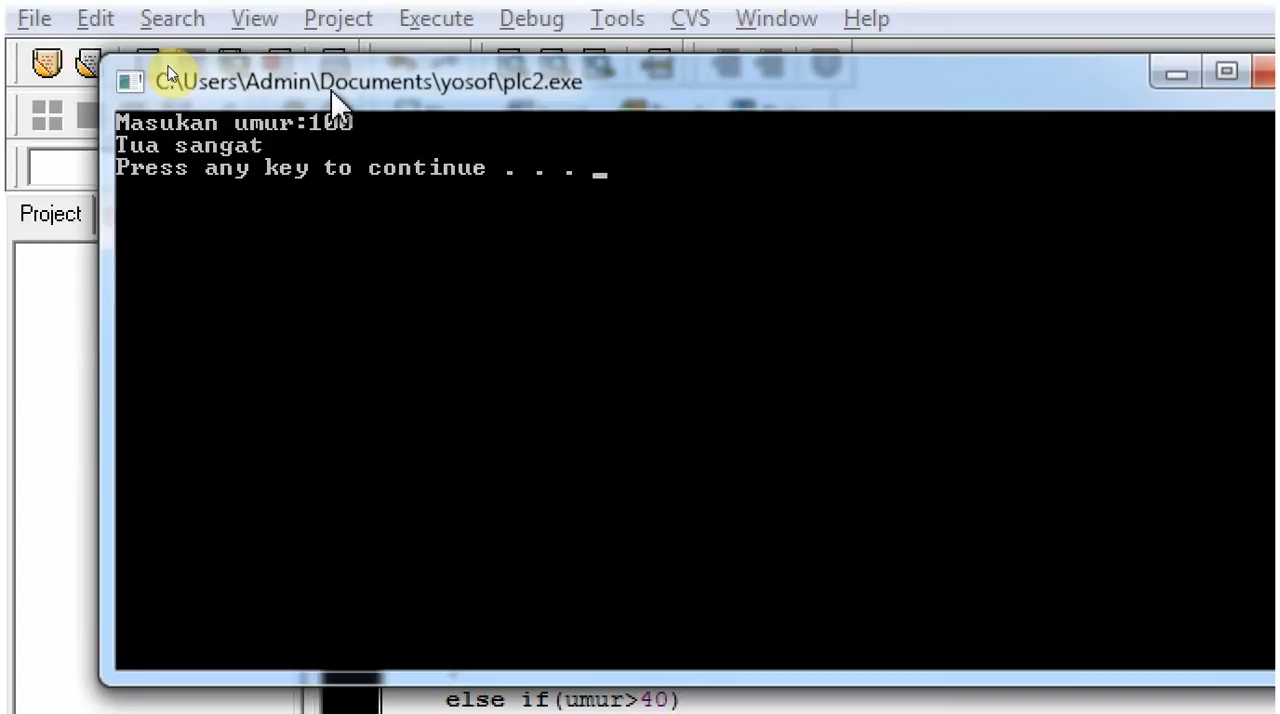 File Edit Search View Project Execute Debug Tools CVS Window Help
C:\Users\Admin\Documents\yosof\plc2.exe
Masukan umur:100
Tua sangat
Press any key to continue . . . _
Project
else if(umur>40)